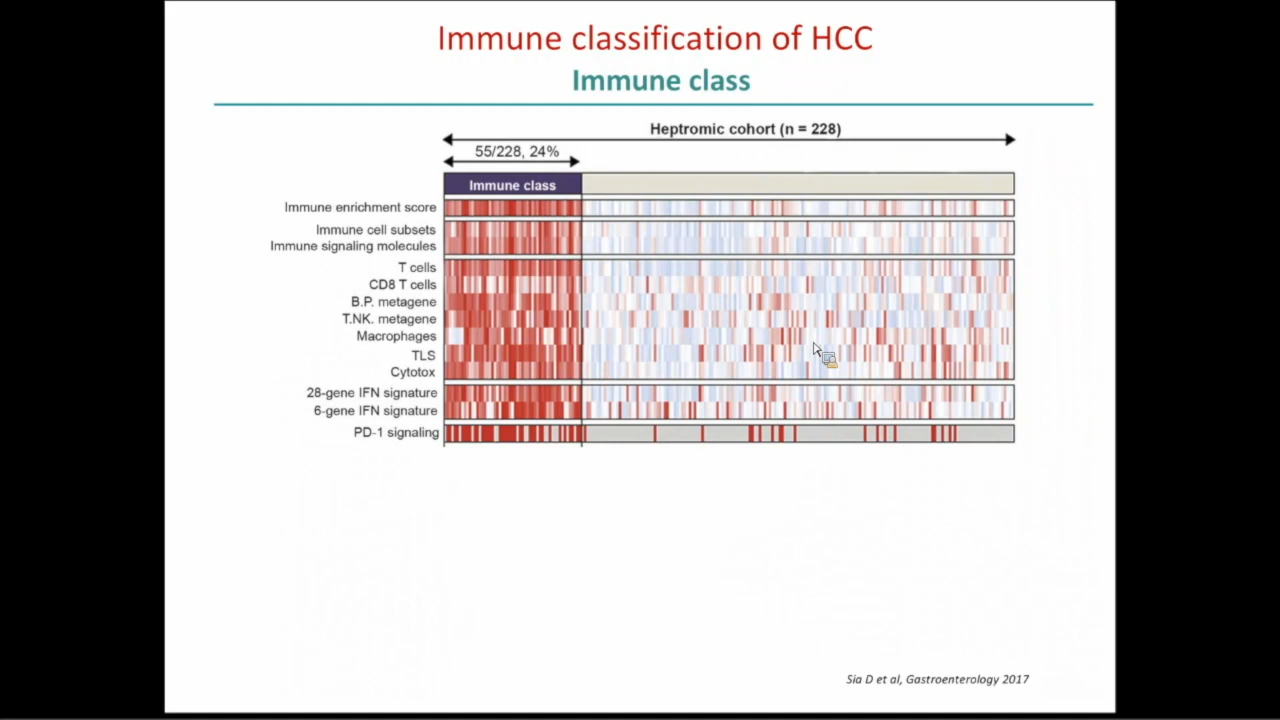 Immune classification of HCC
Immune class
Heptromic cohort (n = 228)
55/228, 24%
Immune class
Immune enrichment score
Immune cell subsets
Immune signaling molecules
T cells
CD8 T cells
B.P. metagene
T.NK. metagene
Macrophages
TLS
Cytotox
28-gene IFN signature
6-gene IFN signature
PD-1 signaling
Sia D et al, Gastroenterology 2017